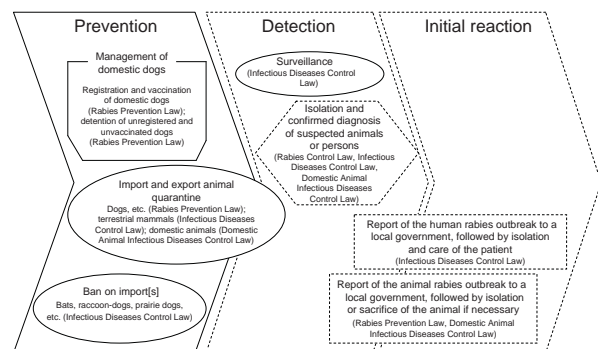 Prevention
Management of
domestic dogs
Registration and vaccination
of domestic dogs
(Rabies Prevention Law);
detention of unregistered and
unvaccinated dogs
(Rabies Prevention Law)
Import and export animal
quarantine
Dogs, etc. (Rabies Prevention Law);
terrestrial mammals (Infectious Diseases
Control Law); domestic animals (Domestic
Animal Infectious Diseases Control Law)
Ban on import[s]
Bats, raccoon-dogs, prairie dogs,
etc. (Infectious Diseases Control Law)
Detection
Surveillance
(Infectious Diseases Control
Law)
Isolation and
confirmed diagnosis
of suspected animals
or persons
(Rabies Control Law, Infectious
Diseases Control Law,
Domestic Animal
Infectious Diseases
Control Law)
Initial reaction
Report of the human rabies outbreak to a
local government, followed by isolation
and care of the patient
(Infectious Diseases Control Law)
Report of the animal rabies outbreak to a
local government, followed by isolation
or sacrifice of the animal if necessary
(Rabies Prevention Law, Domestic Animal
Infectious Diseases Control Law)